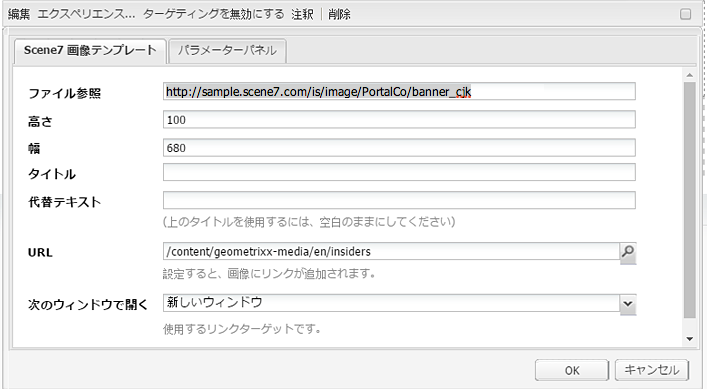 編集 エクスペリエンス... ターゲティングを無効にする 注釈 削除
Scene7 画像テンプレート パラメーターパネル
ファイル参照 http://sample.scene7.com/is/image/PortalCo/banner_cjk
高さ 100
幅 680
タイトル
代替テキスト
(上のタイトルを使用するには、空白のままにしてください)
URL /content/geometrixx-media/en/insiders
設定すると、画像にリンクが追加されます。
次のウィンドウで開く 新しいウィンドウ
使用するリンクターゲットです。
OK キャンセル